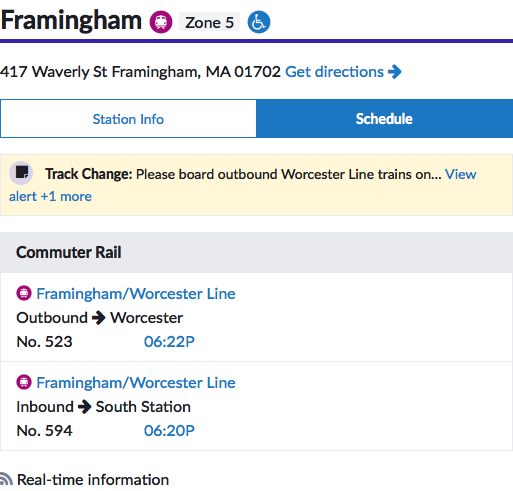 Framingham Zone 5
417 Waverly St Framingham, MA 01702 Get directions
Station Info Schedule
Track Change: Please board outbound Worcester Line trains on... View
alert +1 more
Commuter Rail
Framingham/Worcester Line
Outbound → Worcester
No. 523 06:22P
Framingham/Worcester Line
Inbound → South Station
No. 594 06:20P
Real-time information